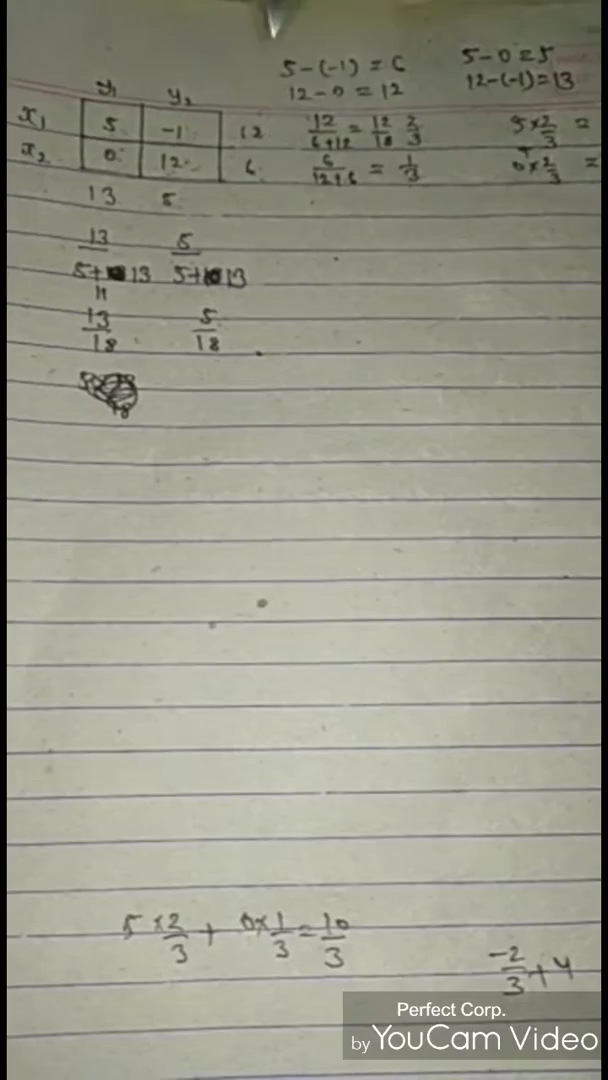 5-(-1) = 6    5-0=5
12-0 = 12    12-(-1)=13
y1    y2
x1    5    -1    12    12/(6+12) = 12/18    2/3    5×2/3 =
x2    0    12    6    6/(12+6) = 1/3    0×2/3 =
13    5
13/(5+13)    5/(5+13)
"
13/18    5/18
5×2/3 + 0×1/3 = 10/3
-2/3 + 4
Perfect Corp.
by YouCam Video